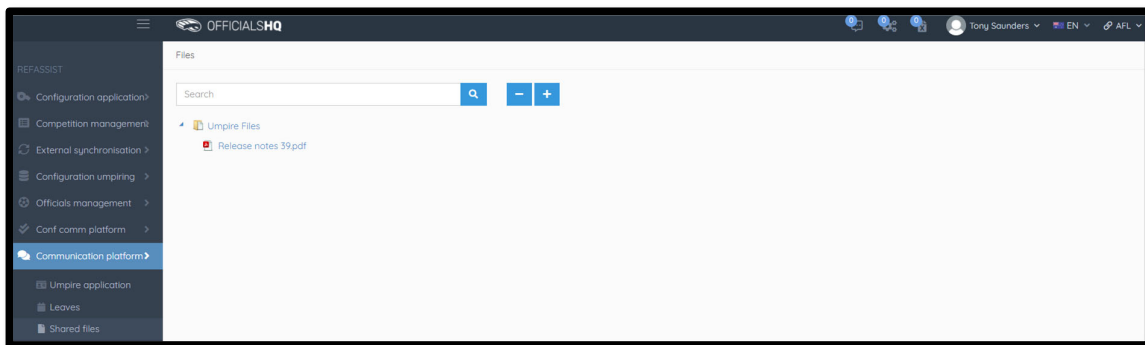 OFFICIALSHQ
0
0
0
Tony Saunders
EN
AFL
REFASSIST
Configuration application
Competition management
External synchronisation
Configuration umpiring
Officials management
Conf comm platform
Communication platform
Umpire application
Leaves
Shared files
Files
Search
Umpire Files
Release notes 39.pdf